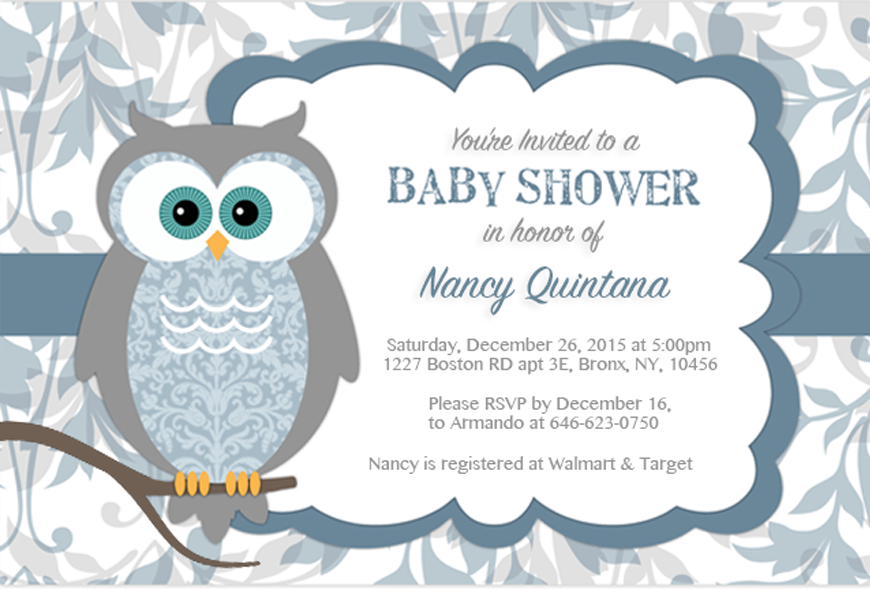 You're Invited to a
BABY SHOWER
in honor of
Nancy Quintana
Saturday, December 26, 2015 at 5:00pm
1227 Boston RD apt 3E, Bronx, NY, 10456
Please RSVP by December 16,
to Armando at 646-623-0750
Nancy is registered at Walmart & Target